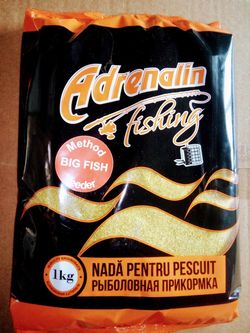 Adrenalin
Fishing
Method
BIG FISH
Feeder
1kg
NADĂ PENTRU PESCUIT
РЫБОЛОВНАЯ ПРИКОРМКА